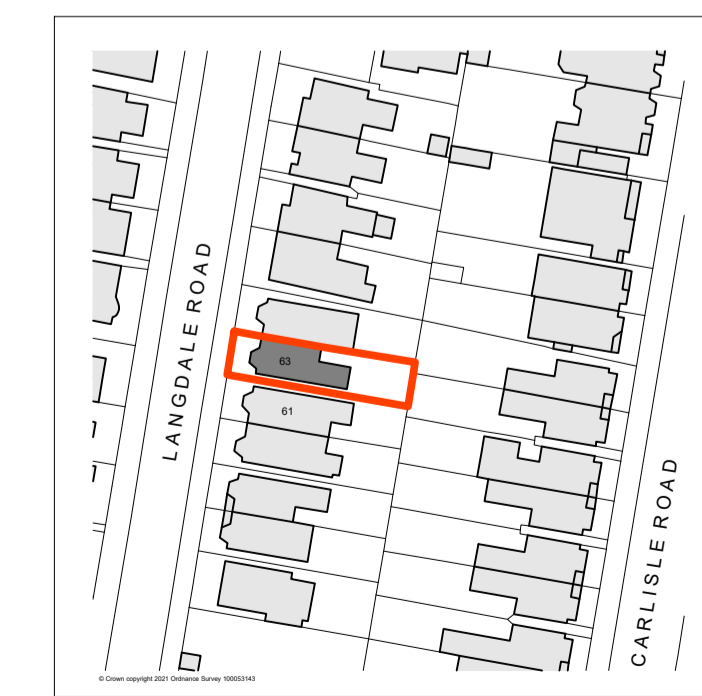 LANGDALE ROAD
63
61
CARLISLE ROAD
© Crown copyright 2021 Ordnance Survey 100053143